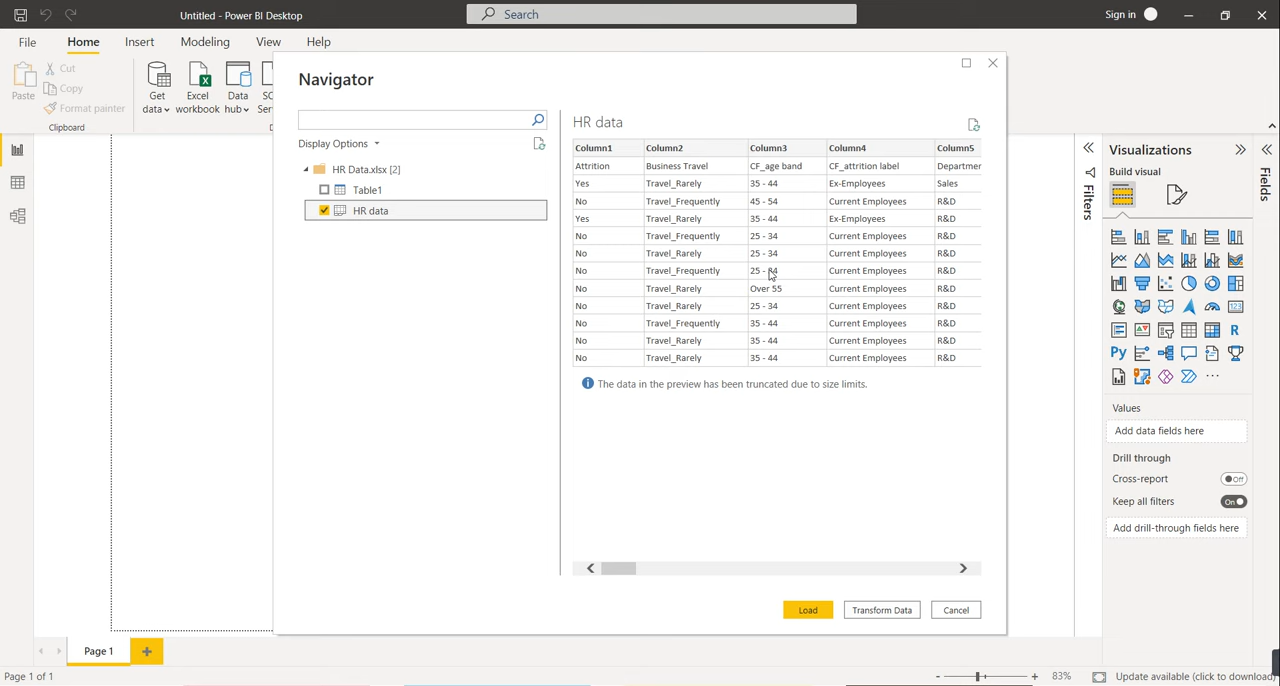 Untitled - Power BI Desktop
Search
Sign in
File Home Insert Modeling View Help
Paste
Cut
Copy
Format painter
Clipboard
Get data
Excel workbook
Data hub
Navigator
Display Options
HR Data.xlsx [2]
Table1
HR data
HR data
Column1 Column2 Column3 Column4 Column5
Attrition Business Travel CF_age band CF_attrition label Departmer
Yes Travel_Rarely 35 - 44 Ex-Employees Sales
No Travel_Frequently 45 - 54 Current Employees R&D
Yes Travel_Rarely 35 - 44 Ex-Employees R&D
No Travel_Frequently 25 - 34 Current Employees R&D
No Travel_Rarely 25 - 34 Current Employees R&D
No Travel_Frequently 25 - 34 Current Employees R&D
No Travel_Rarely Over 55 Current Employees R&D
No Travel_Rarely 25 - 34 Current Employees R&D
No Travel_Frequently 35 - 44 Current Employees R&D
No Travel_Rarely 35 - 44 Current Employees R&D
No Travel_Rarely 35 - 44 Current Employees R&D
The data in the preview has been truncated due to size limits.
Load Transform Data Cancel
Filters
Visualizations
Build visual
R
Py
123
...
Values
Add data fields here
Drill through
Cross-report Off
Keep all filters On
Add drill-through fields here
Fields
Page 1
Page 1 of 1
- + 83%
Update available (click to download)